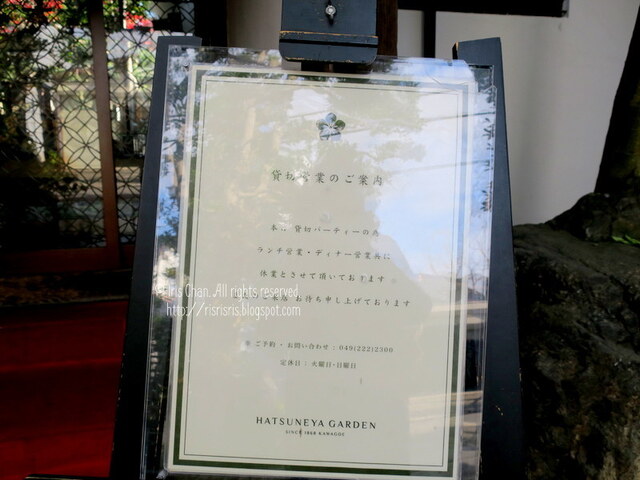 貸切営業のご案内
本日 貸切パーティーの為
ランチ営業・ディナー営業共に
休業とさせて頂いております
お待ち申し上げております
Iris Chan. All rights reserved
http://risrisris.blogspot.com
※ ご予約・お問い合わせ : 049(222)2300
定休日 : 火曜日・日曜日
HATSUNEYA GARDEN
SINCE 1868 KAWAGOE